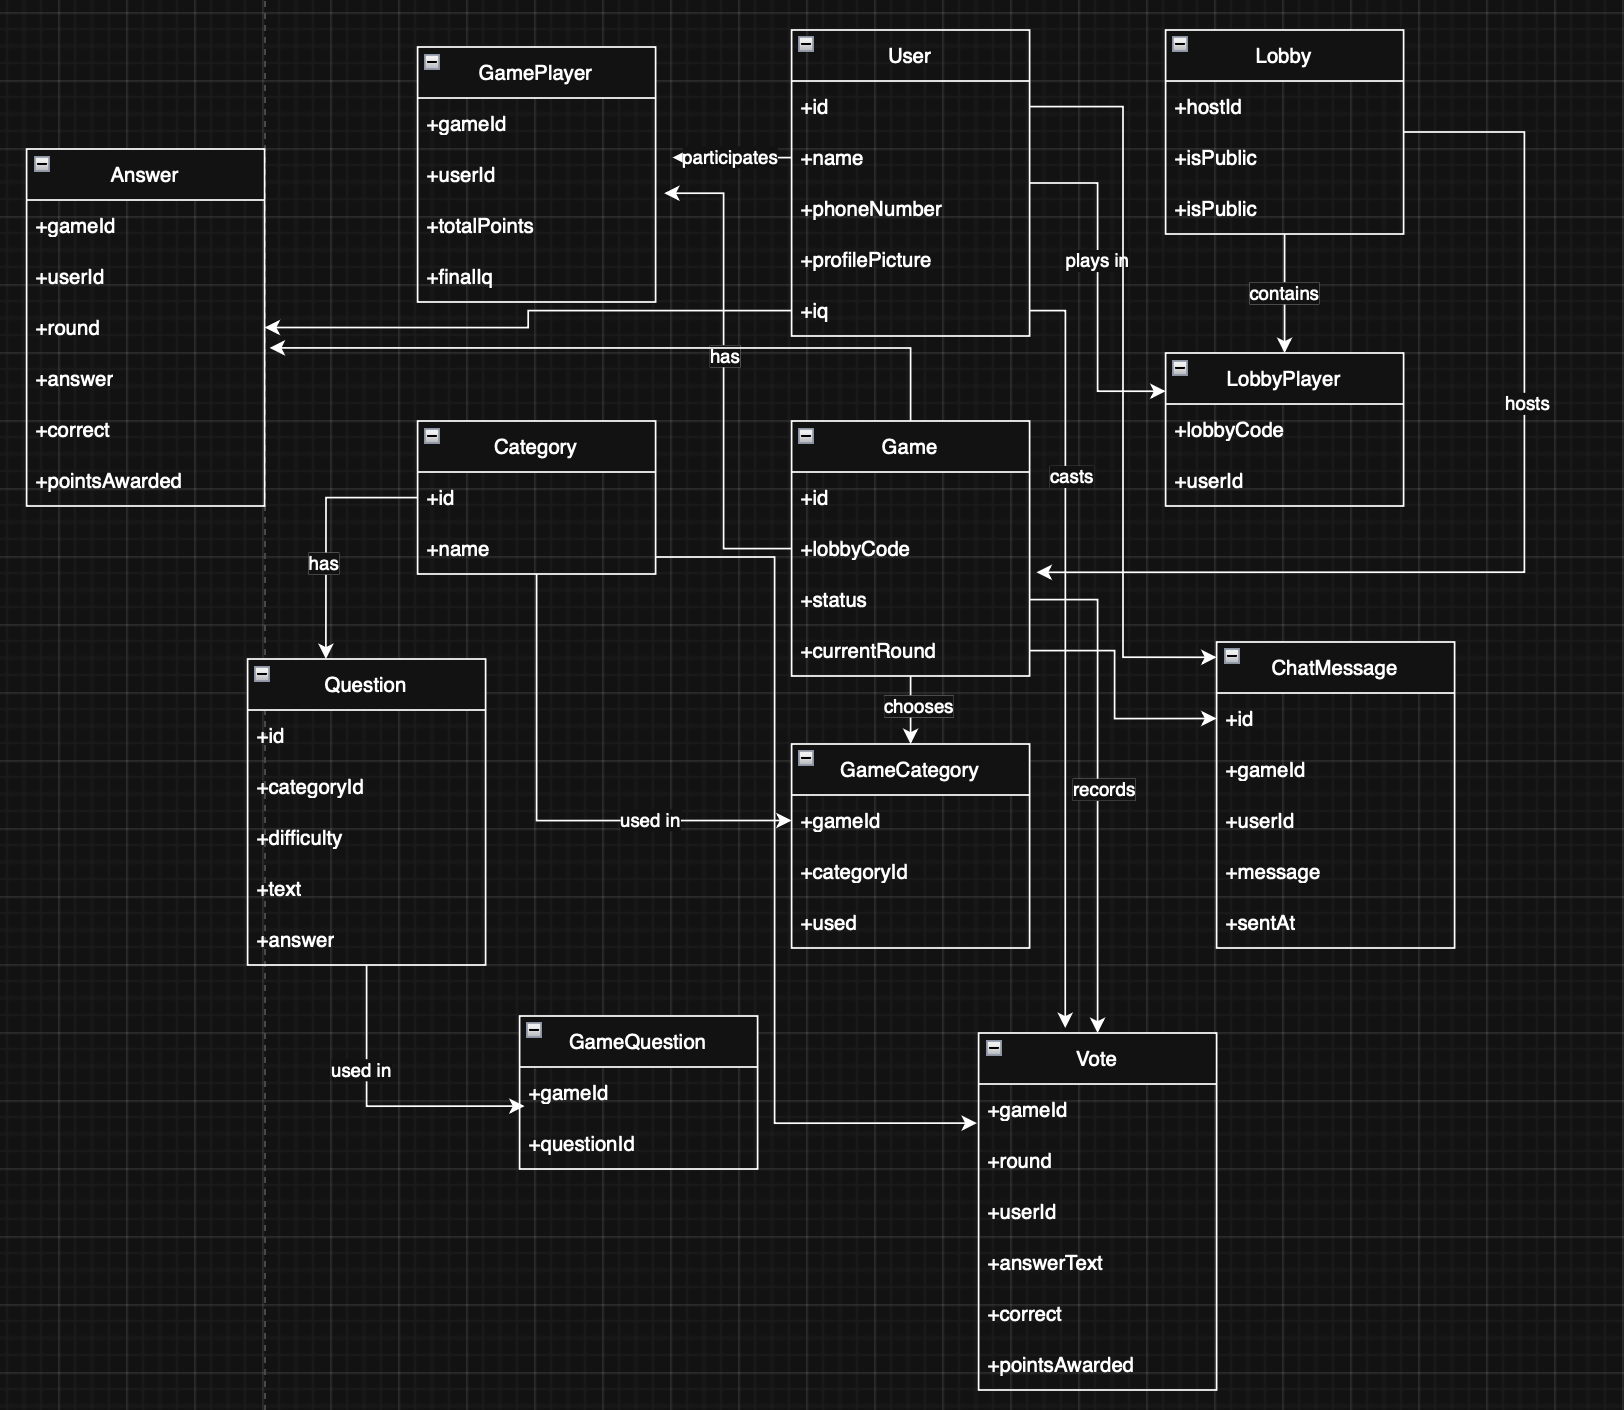 GamePlayer
+gameId
+userId
+totalPoints
+finalIq
User
+id
+name
+phoneNumber
+profilePicture
+iq
Lobby
+hostId
+isPublic
+isPublic
Answer
+gameId
+userId
+round
+answer
+correct
+pointsAwarded
participates
plays in
contains
has
LobbyPlayer
+lobbyCode
+userId
hosts
Category
+id
+name
Game
+id
+lobbyCode
+status
+currentRound
casts
has
chooses
Question
+id
+categoryId
+difficulty
+text
+answer
ChatMessage
+id
+gameId
+userId
+message
+sentAt
GameCategory
+gameId
+categoryId
+used
used in
records
used in
GameQuestion
+gameId
+questionId
Vote
+gameId
+round
+userId
+answerText
+correct
+pointsAwarded